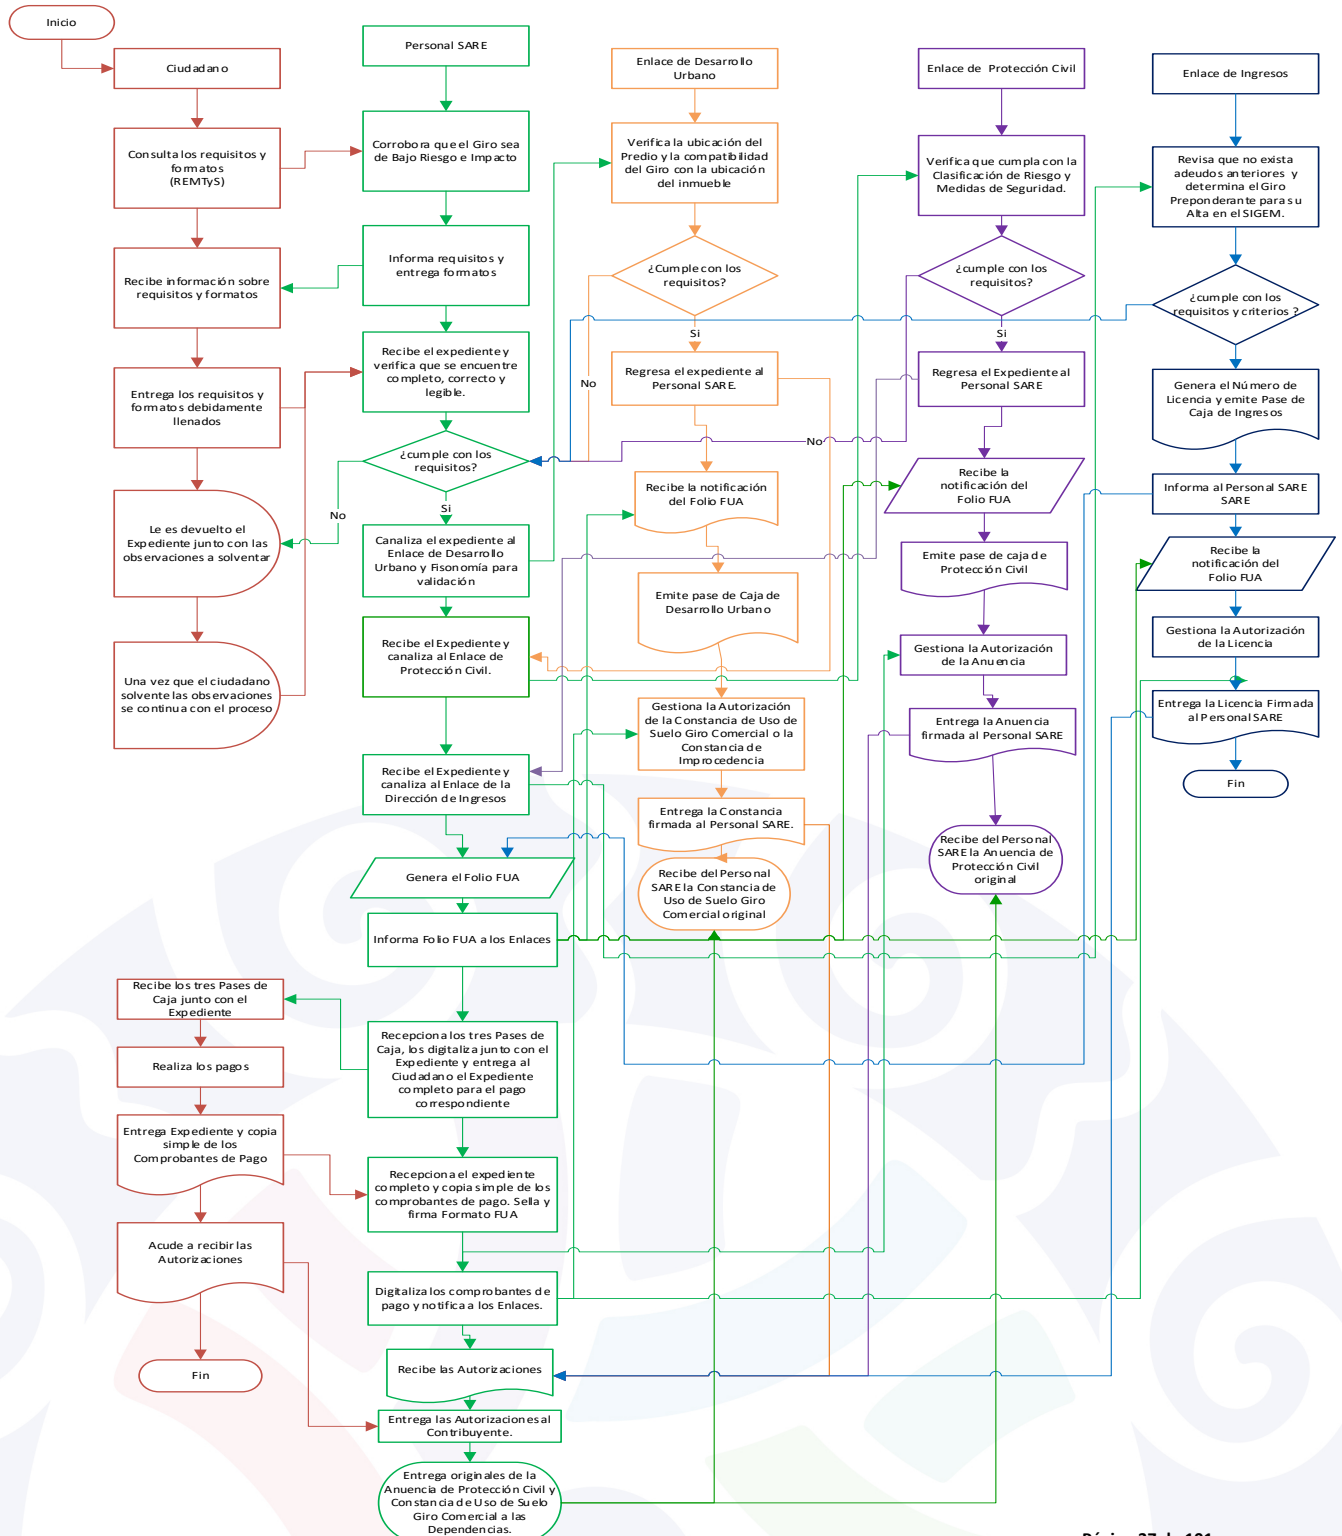 Inicio
Ciudadano
Consulta los requisitos y
formatos
(REMTyS)
Recibe información sobre
requisitos y formatos
Entrega los requisitos y
formatos debidamente
llenados
Le es devuelto el
Expediente junto con las
observaciones a solventar
Una vez que el ciudadano
solvente las observaciones
se continua con el proceso
Recibe los tres Pases de
Caja junto con el
Expediente
Realiza los pagos
Entrega Expediente y copia
simple de los
Comprobantes de Pago
Acude a recibir las
Autorizaciones
Fin
Personal SARE
Corrobora que el Giro sea
de Bajo Riesgo e Impacto
Informa requisitos y
entrega formatos
Recibe el expediente y
verifica que se encuentre
completo, correcto y
legible.
¿cumple con los
requisitos?
No
Si
Canaliza el expediente al
Enlace de Desarrollo
Urbano y Fisonomía para
validación
Recibe el Expediente y
canaliza al Enlace de
Protección Civil.
Recibe el Expediente y
canaliza al Enlace de la
Dirección de Ingresos
Genera el Folio FUA
Informa Folio FUA a los Enlaces
Recepciona los tres Pases de
Caja, los digitaliza junto con el
Expediente y entrega al
Ciudadano el Expediente
completo para el pago
correspondiente
Recepciona el expediente
completo y copia simple de los
comprobantes de pago. Sella y
firma Formato FUA
Digitaliza los comprobantes de
pago y notifica a los Enlaces.
Recibe las Autorizaciones
Entrega las Autorizaciones al
Contribuyente.
Entrega originales de la
Anuencia de Protección Civil y
Constancia de Uso de Suelo
Giro Comercial a las
Dependencias.
Enlace de Desarrollo
Urbano
Verifica la ubicación del
Predio y la compatibilidad
del Giro con la ubicación
del inmueble
¿Cumple con los
requisitos?
No
Si
Regresa el expediente al
Personal SARE.
Recibe la notificación
del Folio FUA
Emite pase de Caja de
Desarrollo Urbano
Gestiona la Autorización
de la Constancia de Uso de
Suelo Giro Comercial o la
Constancia de
Improcedencia
Entrega la Constancia
firmada al Personal SARE.
Recibe del Personal
SARE la Constancia de
Uso de Suelo Giro
Comercial original
Enlace de Protección Civil
Verifica que cumpla con la
Clasificación de Riesgo y
Medidas de Seguridad.
¿cumple con los
requisitos?
No
Si
Regresa el Expediente al
Personal SARE
Recibe la
notificación del
Folio FUA
Emite pase de caja de
Protección Civil
Gestiona la Autorización
de la Anuencia
Entrega la Anuencia
firmada al Personal SARE
Recibe del Personal
SARE la Anuencia de
Protección Civil
original
Enlace de Ingresos
Revisa que no exista
adeudos anteriores y
determina el Giro
Preponderante para su
Alta en el SIGEM.
¿cumple con los
requisitos y criterios ?
Genera el Número de
Licencia y emite Pase de
Caja de Ingresos
Informa al Personal SARE
SARE
Recibe la
notificación del
Folio FUA
Gestiona la Autorización
de la Licencia
Entrega la Licencia Firmada
al Personal SARE
Fin